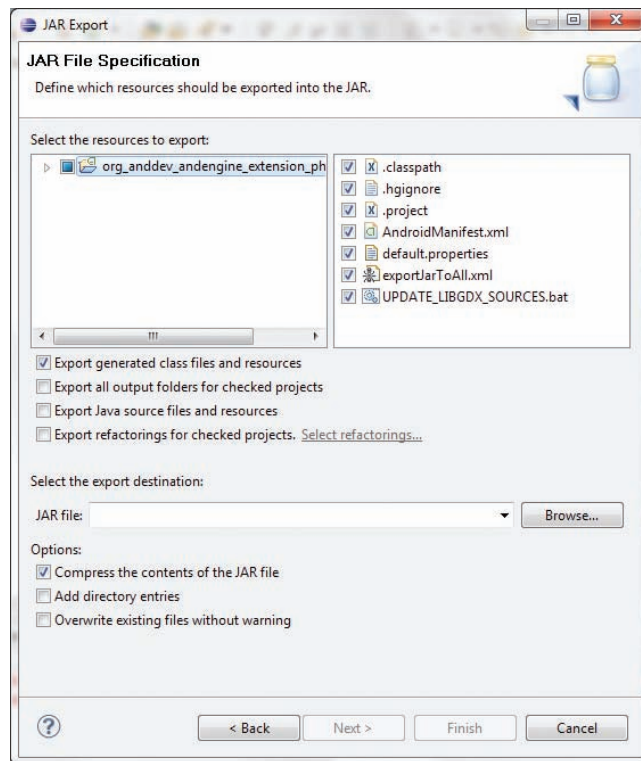 JAR Export
JAR File Specification
Define which resources should be exported into the JAR.
Select the resources to export:
org_anddev_andengine_extension_ph
.classpath
.hgignore
.project
AndroidManifest.xml
default.properties
exportJarToAll.xml
UPDATE_LIBGDX_SOURCES.bat
Export generated class files and resources
Export all output folders for checked projects
Export Java source files and resources
Export refactorings for checked projects. Select refactorings...
Select the export destination:
JAR file:
Browse...
Options:
Compress the contents of the JAR file
Add directory entries
Overwrite existing files without warning
? < Back Next > Finish Cancel